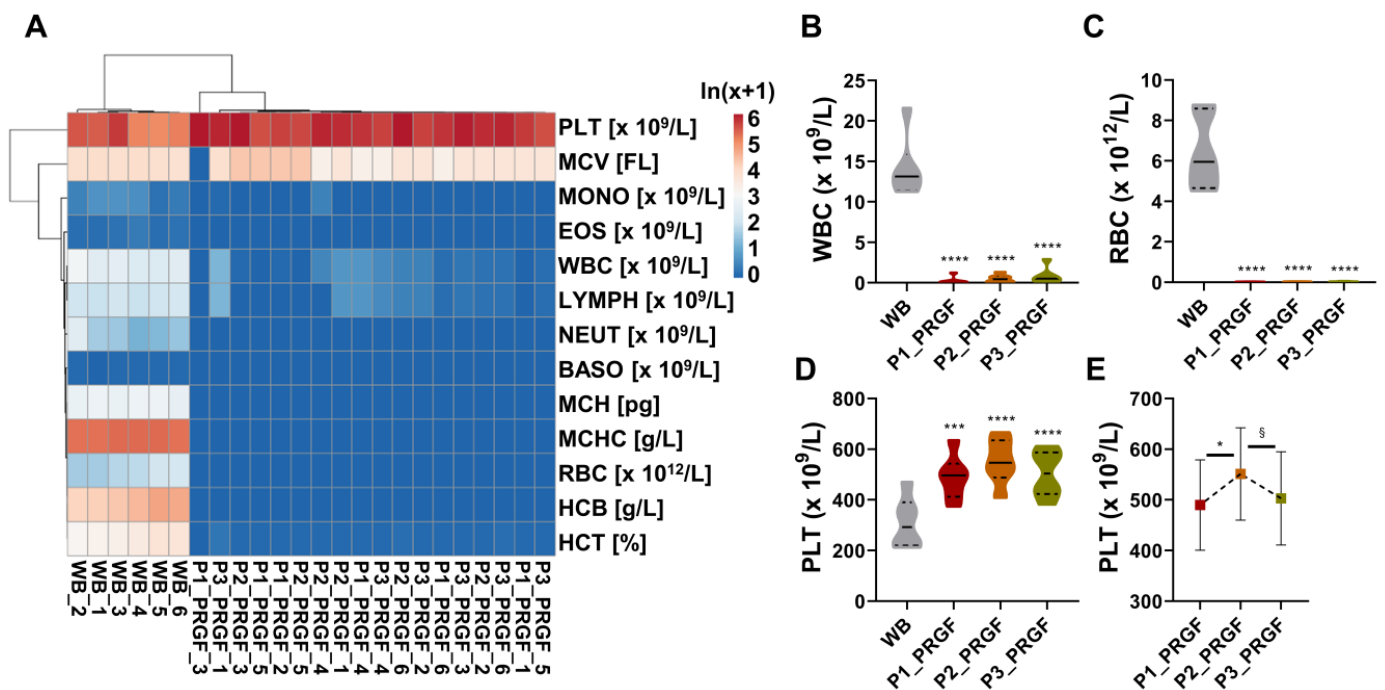 A
ln(x+1)
6
5
4
3
2
1
0
PLT [x 10⁹/L]
MCV [FL]
MONO [x 10⁹/L]
EOS [x 10⁹/L]
WBC [x 10⁹/L]
LYMPH [x 10⁹/L]
NEUT [x 10⁹/L]
BASO [x 10⁹/L]
MCH [pg]
MCHC [g/L]
RBC [x 10¹²/L]
HCB [g/L]
HCT [%]
WB_2
WB_1
WB_3
WB_4
WB_5
WB_6
P1_PRGF_3
P3_PRGF_1
P2_PRGF_3
P1_PRGF_5
P1_PRGF_2
P2_PRGF_5
P2_PRGF_4
P2_PRGF_1
P1_PRGF_4
P3_PRGF_4
P2_PRGF_6
P2_PRGF_2
P1_PRGF_6
P3_PRGF_3
P3_PRGF_2
P3_PRGF_6
P1_PRGF_1
P3_PRGF_5
B
WBC (x 10⁹/L)
25
20
15
10
5
0
****
****
****
WB
P1_PRGF
P2_PRGF
P3_PRGF
C
RBC (x 10¹²/L)
10
8
6
4
2
0
****
****
****
WB
P1_PRGF
P2_PRGF
P3_PRGF
D
PLT (x 10⁹/L)
800
600
400
200
0
***
****
****
WB
P1_PRGF
P2_PRGF
P3_PRGF
E
PLT (x 10⁹/L)
700
600
500
400
300
*
§
P1_PRGF
P2_PRGF
P3_PRGF